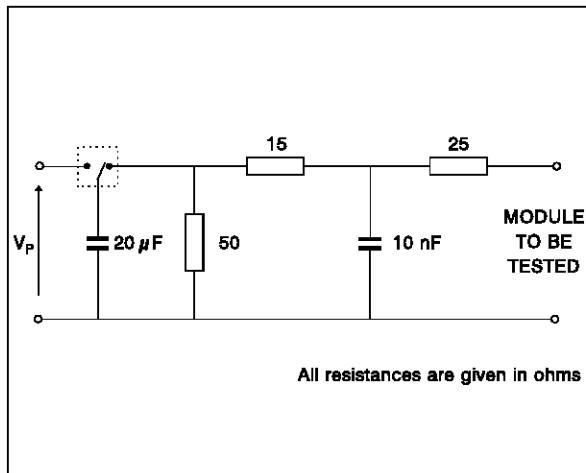 15
25
V_P
20 µF
50
10 nF
MODULE
TO BE
TESTED
All resistances are given in ohms